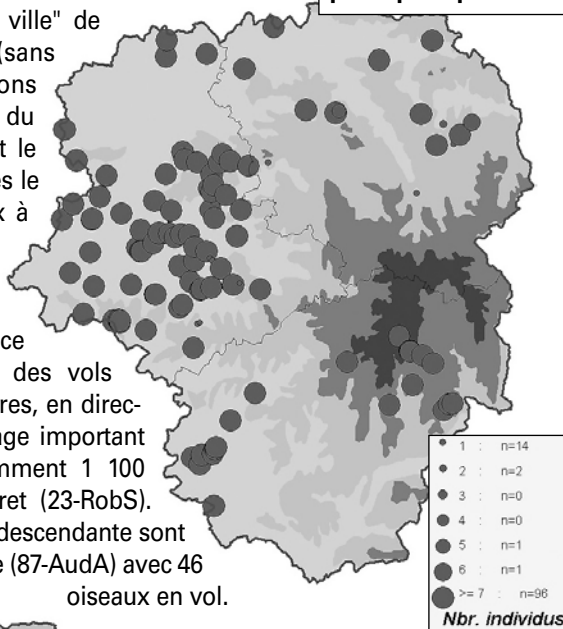 ville" de
(sans
ons
du
t le
s le
x à
ce
des vols
res, en direc-
age important
mment 1 100
ret (23-RobS).
descendante sont
e (87-AudA) avec 46
oiseaux en vol.
1 : n=14
2 : n=2
3 : n=0
4 : n=0
5 : n=1
6 : n=1
>= 7 : n=96
Nbr. individus